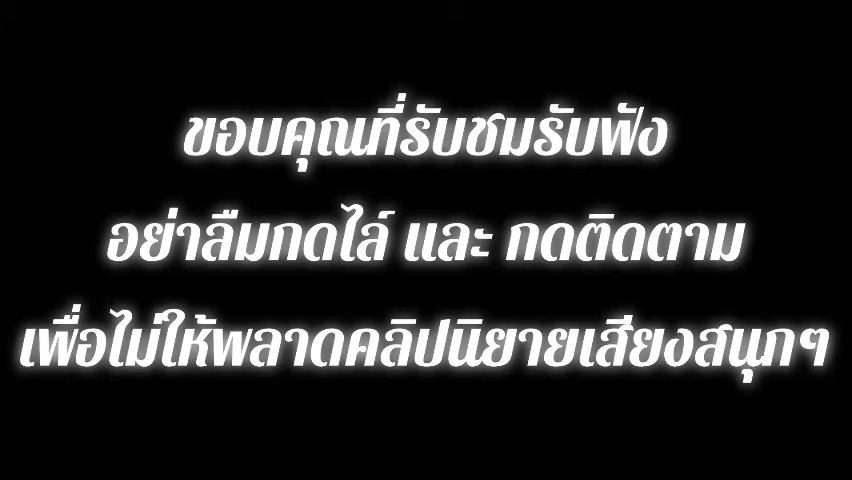 ขอบคุณที่รับชมรับฟัง
อย่าลืมกดไล์ และ กดติดตาม
เพื่อไม่ให้พลาดคลิปนิยายเสียงสนุกๆ